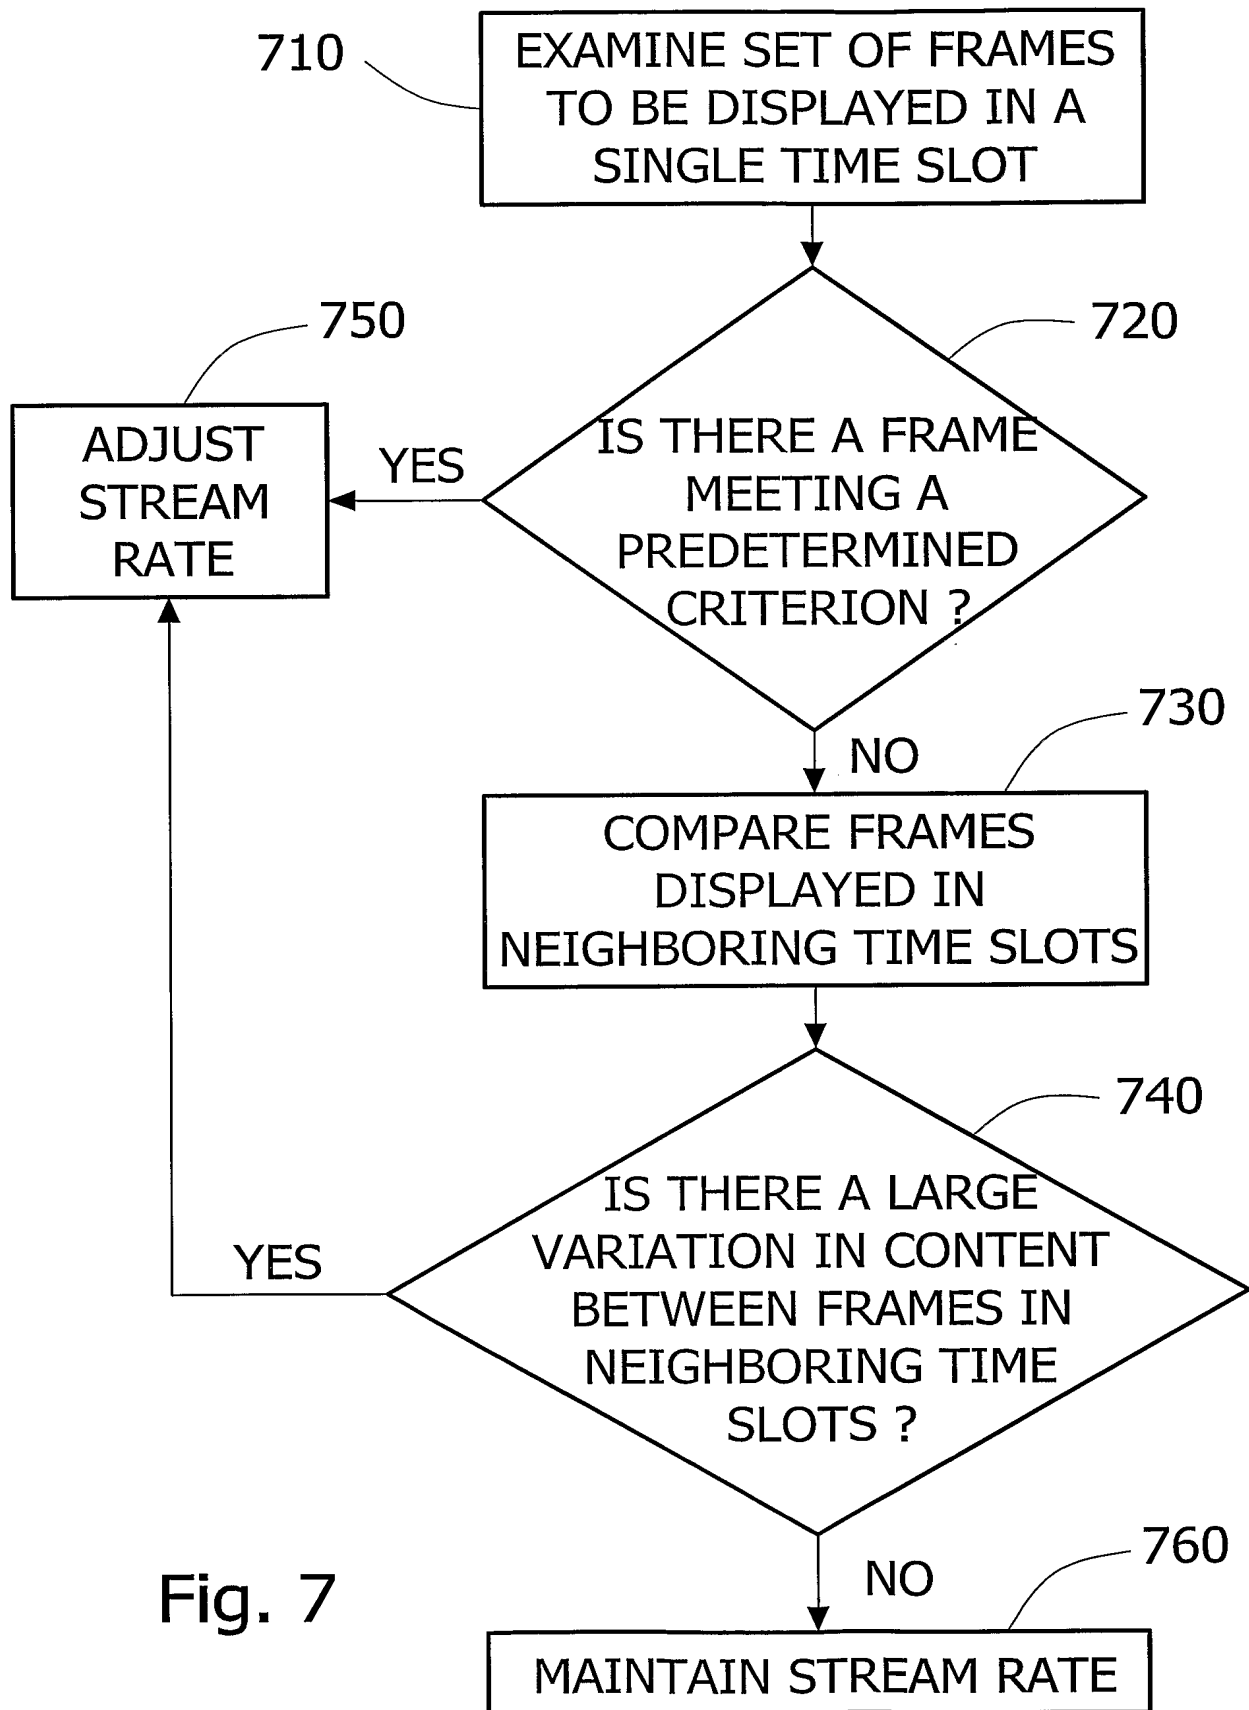 710
EXAMINE SET OF FRAMES
TO BE DISPLAYED IN A
SINGLE TIME SLOT
750
720
ADJUST
STREAM
RATE
YES
IS THERE A FRAME
MEETING A
PREDETERMINED
CRITERION ?
730
NO
COMPARE FRAMES
DISPLAYED IN
NEIGHBORING TIME SLOTS
740
IS THERE A LARGE
VARIATION IN CONTENT
BETWEEN FRAMES IN
NEIGHBORING TIME
SLOTS ?
YES
760
NO
Fig. 7
MAINTAIN STREAM RATE